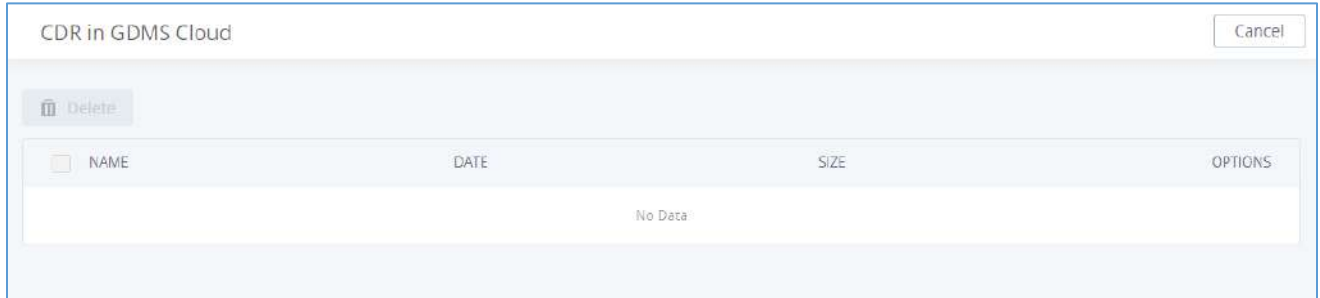 CDR in GDMS Cloud
Cancel
Delete
NAME DATE SIZE OPTIONS
No Data